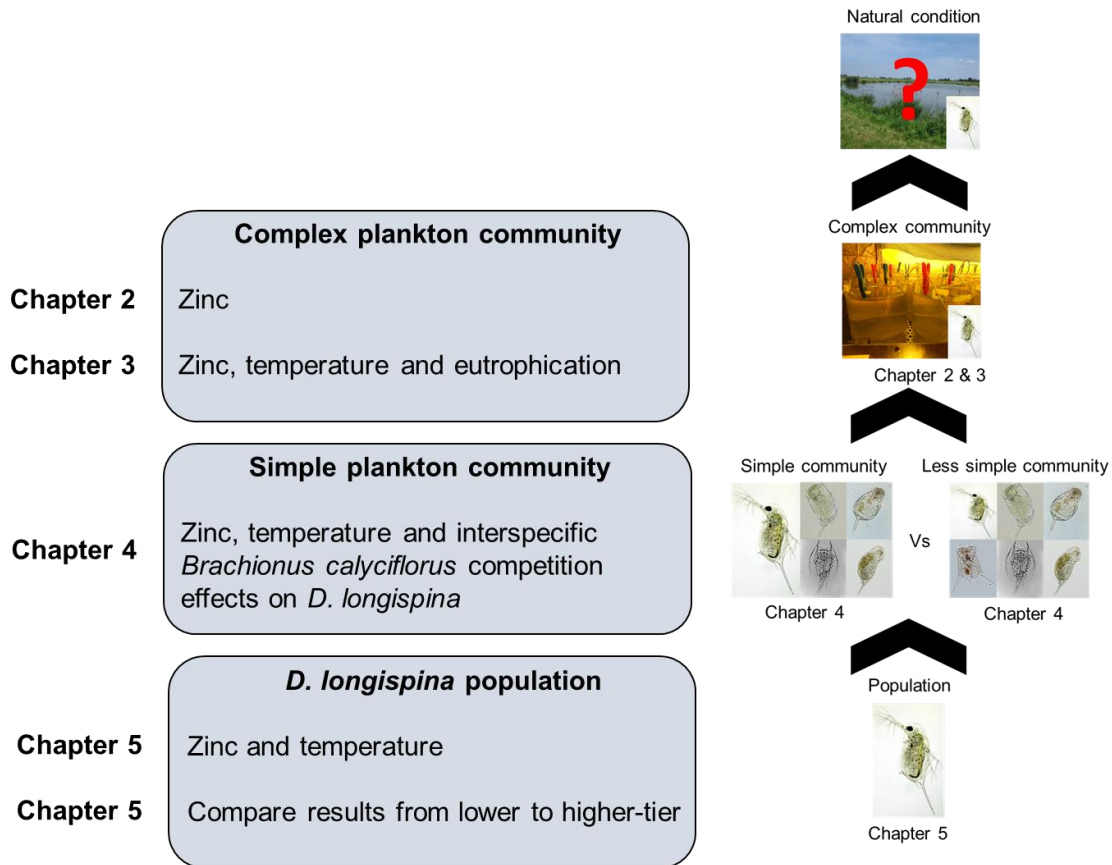 Natural condition
?
Complex plankton community
Chapter 2
Zinc
Chapter 3
Zinc, temperature and eutrophication
Complex community
Chapter 2 & 3
Simple plankton community
Chapter 4
Zinc, temperature and interspecific
Brachionus calyciflorus competition
effects on D. longispina
Simple community
Less simple community
Vs
Chapter 4
Chapter 4
D. longispina population
Chapter 5
Zinc and temperature
Chapter 5
Compare results from lower to higher-tier
Population
Chapter 5